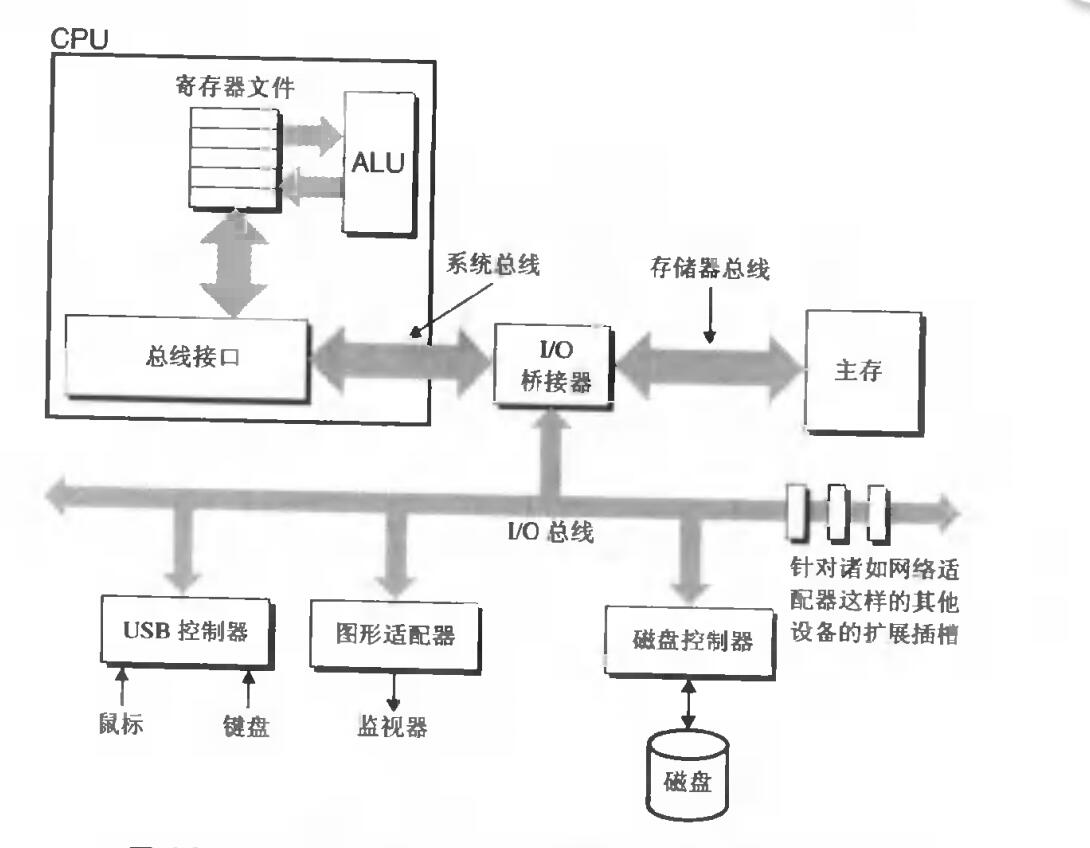 CPU
寄存器文件
ALU
系统总线
存储器总线
总线接口
I/O
桥接器
主存
I/O 总线
针对诸如网络适
配器这样的其他
设备的扩展插槽
USB 控制器
图形适配器
磁盘控制器
鼠标
键盘
监视器
磁盘